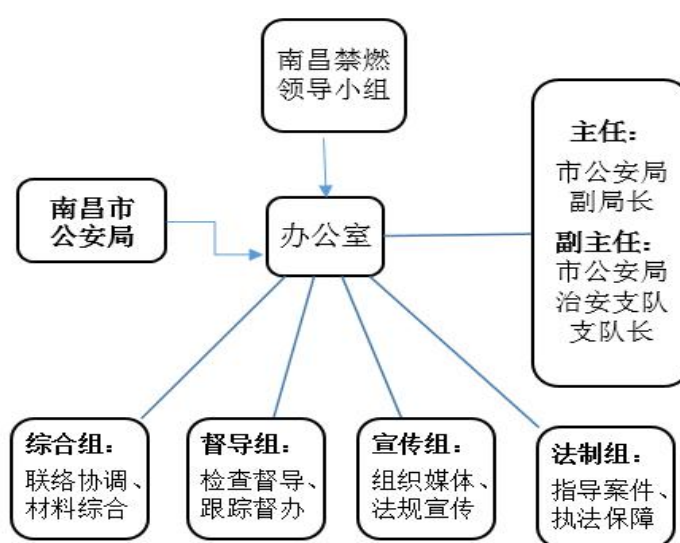 南昌禁燃
领导小组
南昌市
公安局
办公室
主任：
市公安局
副局长
副主任：
市公安局
治安支队
支队长
综合组：
联络协调、
材料综合
督导组：
检查督导、
跟踪督办
宣传组：
组织媒体、
法规宣传
法制组：
指导案件、
执法保障